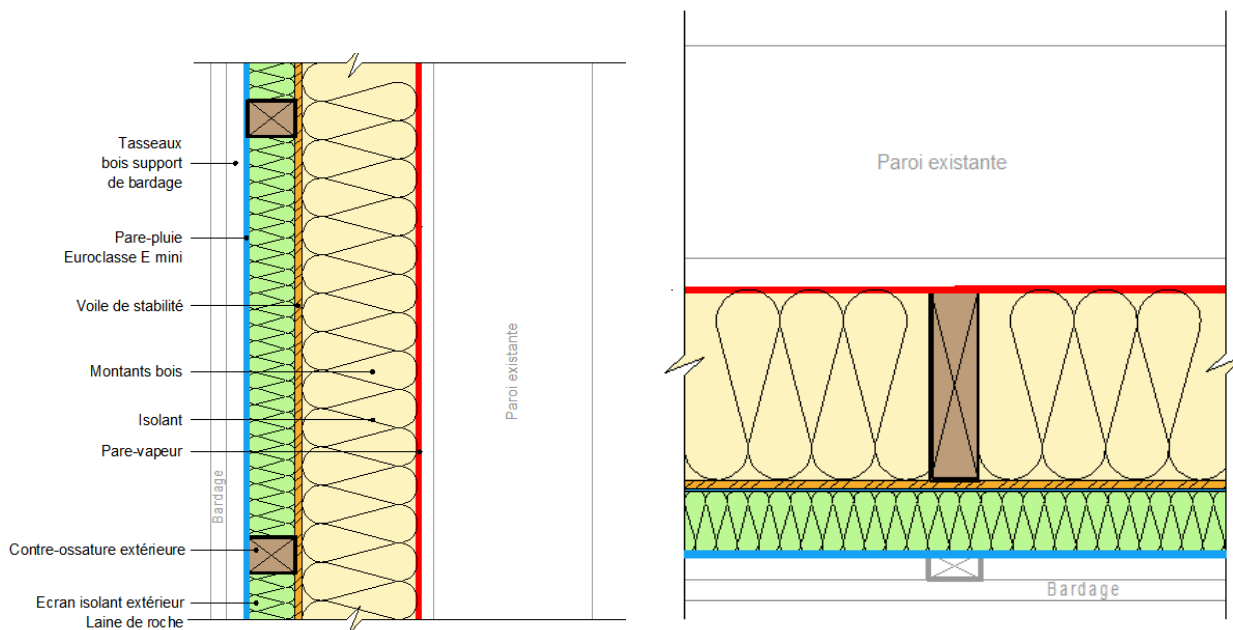 Tasseaux
bois support
de bardage
Pare-pluie
Euroclasse E mini
Voile de stabilité
Montants bois
Isolant
Pare-vapeur
Bardage
Contre-ossature extérieure
Ecran isolant extérieur
Laine de roche
Paroi existante
Paroi existante
Bardage